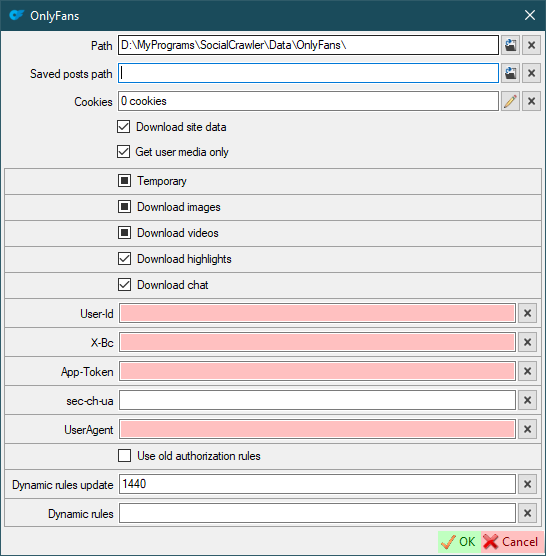 OnlyFans
Path D:\MyPrograms\SocialCrawler\Data\OnlyFans\
Saved posts path
Cookies 0 cookies
Download site data
Get user media only
Temporary
Download images
Download videos
Download highlights
Download chat
User-Id
X-Bc
App-Token
sec-ch-ua
UserAgent
Use old authorization rules
Dynamic rules update 1440
Dynamic rules
OK Cancel